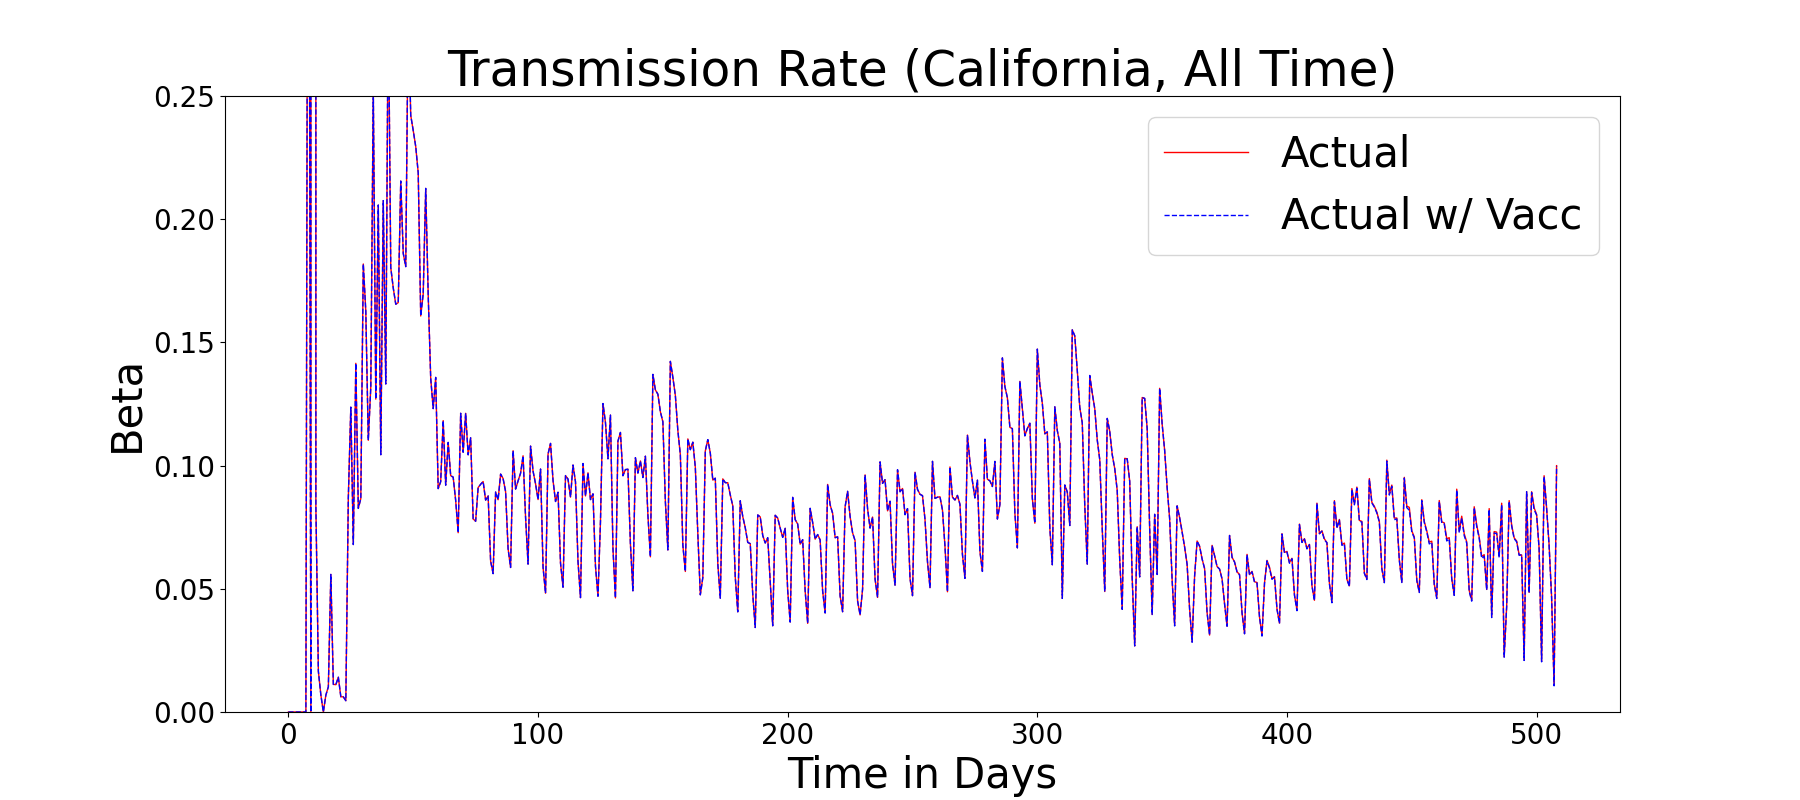 Transmission Rate (California, All Time)
0.25
0.20
0.15
0.10
0.05
0.00
Beta
Actual
Actual w/ Vacc
0 100 200 300 400 500
Time in Days